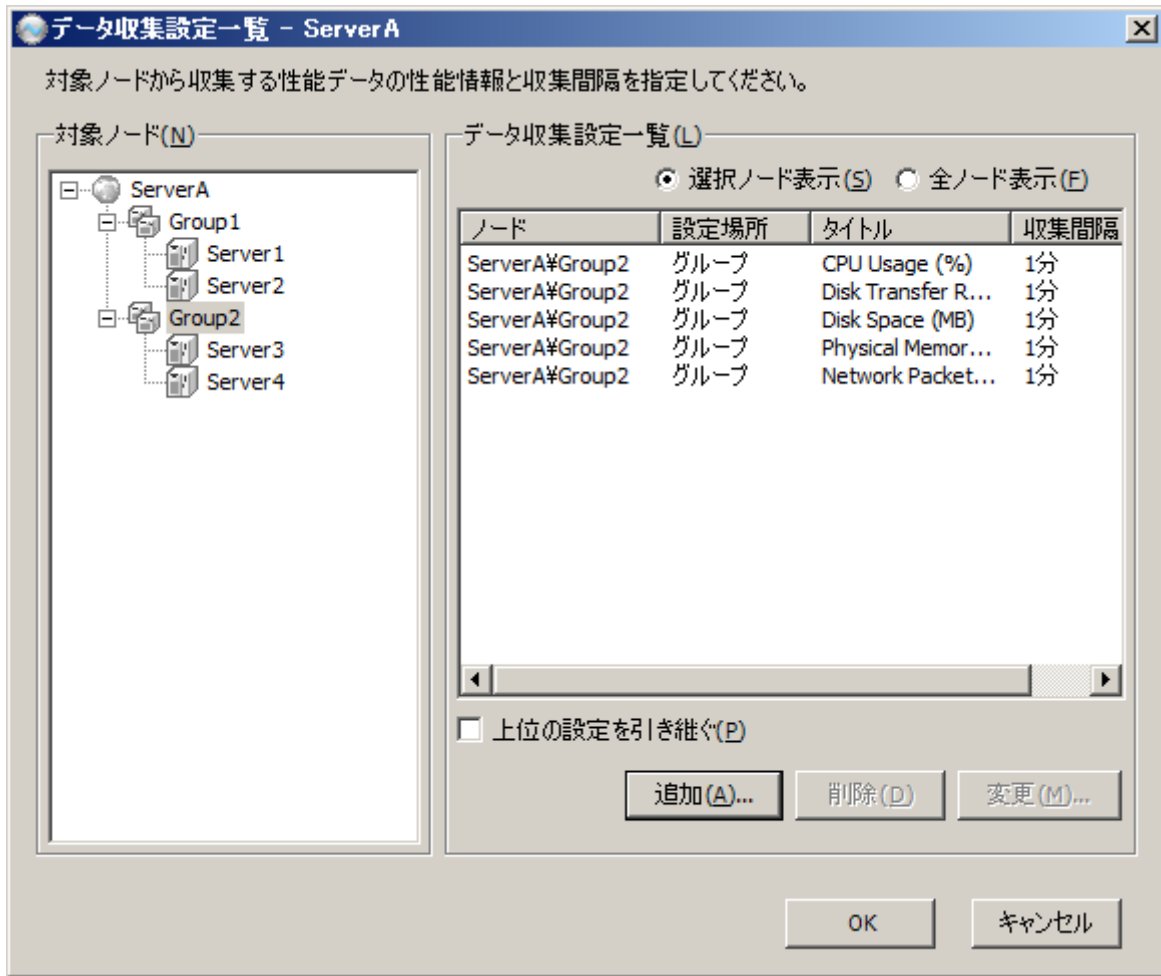 データ収集設定一覧 - ServerA
対象ノードから収集する性能データの性能情報と収集間隔を指定してください。
対象ノード(N)
ServerA
Group1
Server1
Server2
Group2
Server3
Server4
データ収集設定一覧(L)
選択ノード表示(S) 全ノード表示(F)
ノード 設定場所 タイトル 収集間隔
ServerA¥Group2 グループ CPU Usage (%) 1分
ServerA¥Group2 グループ Disk Transfer R... 1分
ServerA¥Group2 グループ Disk Space (MB) 1分
ServerA¥Group2 グループ Physical Memor... 1分
ServerA¥Group2 グループ Network Packet... 1分
上位の設定を引き継ぐ(P)
追加(A)... 削除(D) 変更(M)...
OK キャンセル